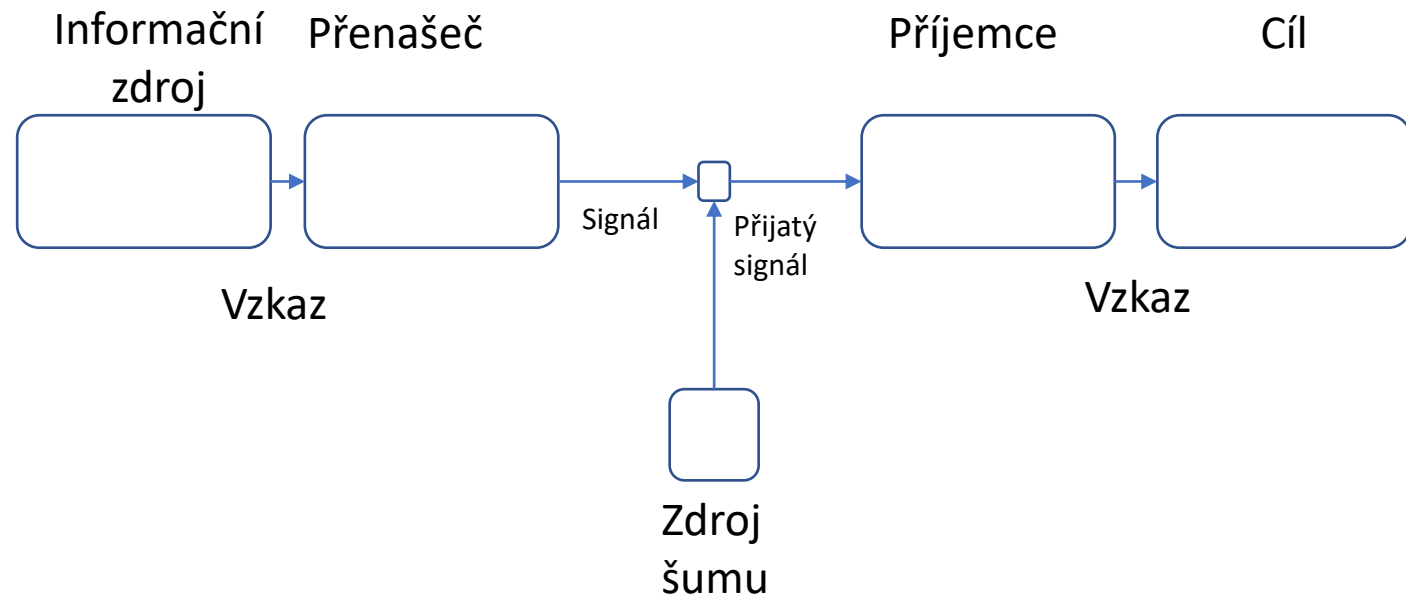 Informační
zdroj
Přenašeč
Příjemce
Cíl
Signál
Přijatý
signál
Vzkaz
Vzkaz
Zdroj
šumu